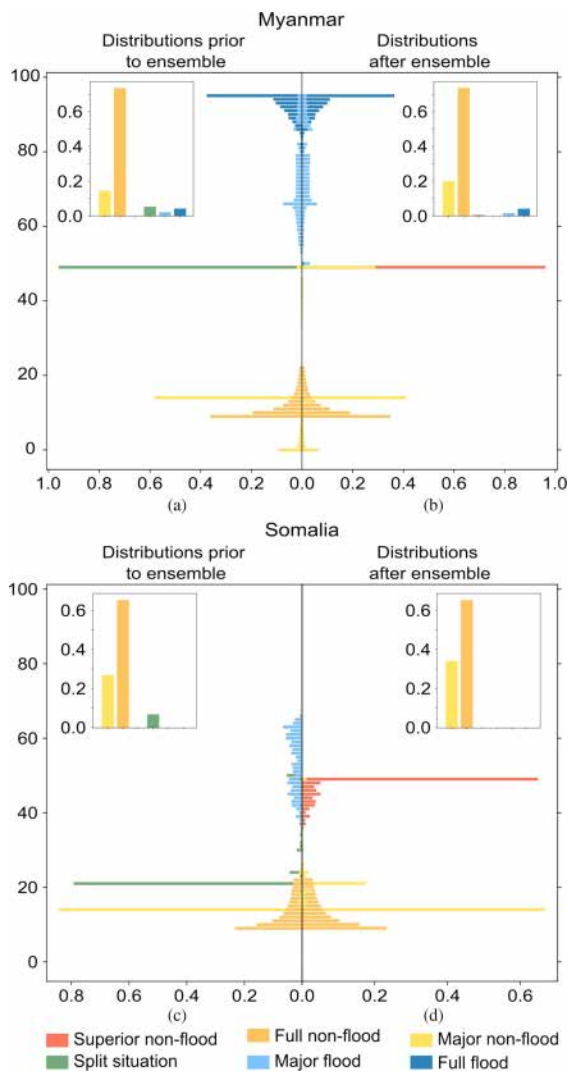 Myanmar
Distributions prior to ensemble
Distributions after ensemble
100
80
60
40
20
0
0.6
0.4
0.2
0.0
0.6
0.4
0.2
0.0
1.0 0.8 0.6 0.4 0.2 0.0 0.2 0.4 0.6 0.8 1.0
(a) (b)
Somalia
Distributions prior to ensemble
Distributions after ensemble
100
80
60
40
20
0
0.6
0.4
0.2
0.0
0.6
0.4
0.2
0.0
0.8 0.6 0.4 0.2 0.0 0.2 0.4 0.6
(c) (d)
Superior non-flood Full non-flood Major non-flood
Split situation Major flood Full flood